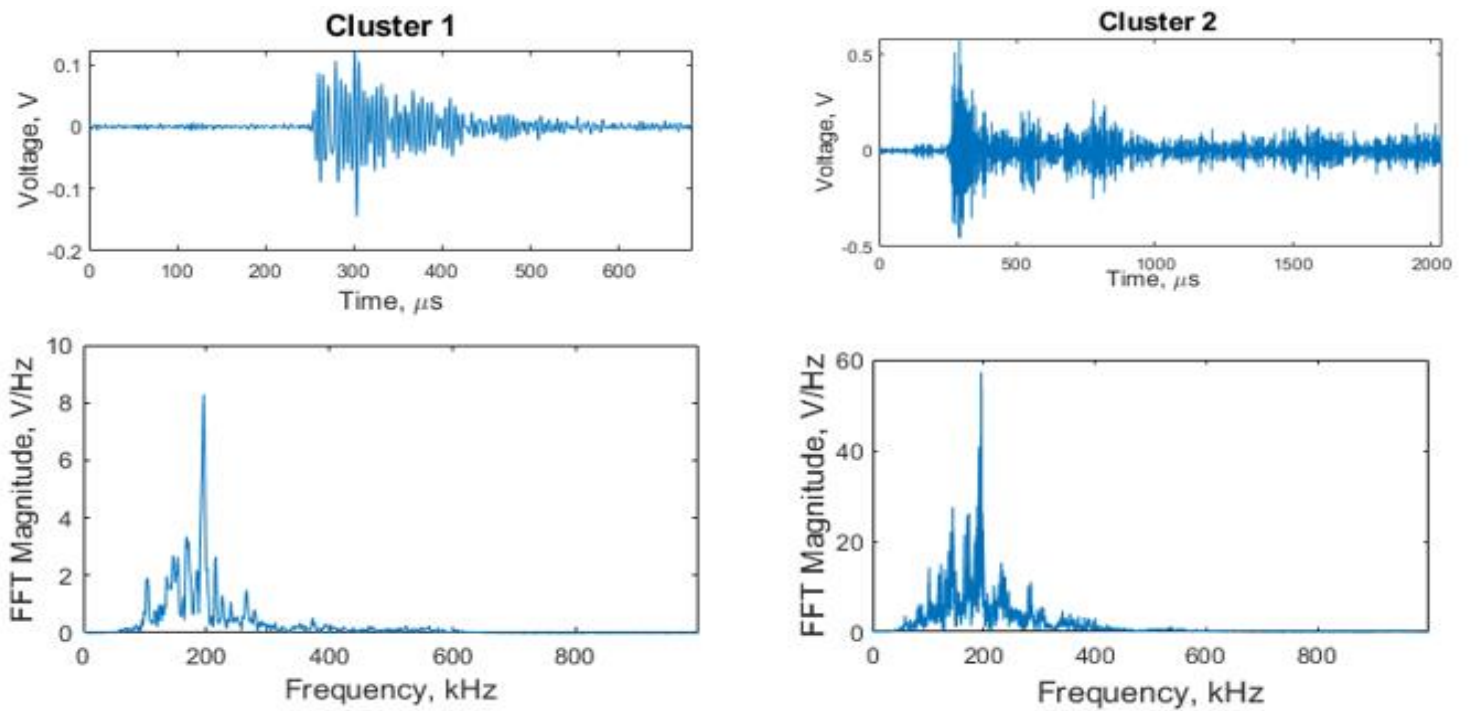 Cluster 1
0.1
0
-0.1
-0.2
Voltage, V
0 100 200 300 400 500 600
Time, μs
Cluster 2
0.5
0
-0.5
Voltage, V
0 500 1000 1500 2000
Time, μs
10
8
6
4
2
0
FFT Magnitude, V/Hz
0 200 400 600 800
Frequency, kHz
60
40
20
0
FFT Magnitude, V/Hz
0 200 400 600 800
Frequency, kHz